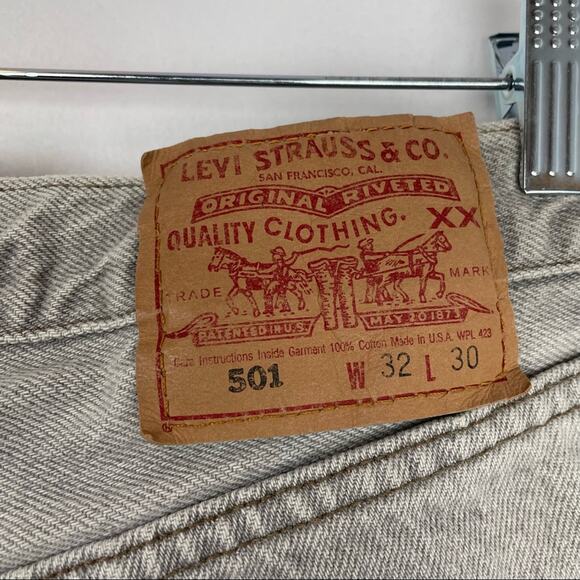 LEVI STRAUSS & CO.
SAN FRANCISCO, CAL.
ORIGINAL RIVETED
QUALITY CLOTHING. XX
TRADE MARK
PATENTED IN U.S. MAY 20 1873
Care Instructions Inside Garment 100% Cotton Made in U.S.A. WPL 423
501 W 32 L 30